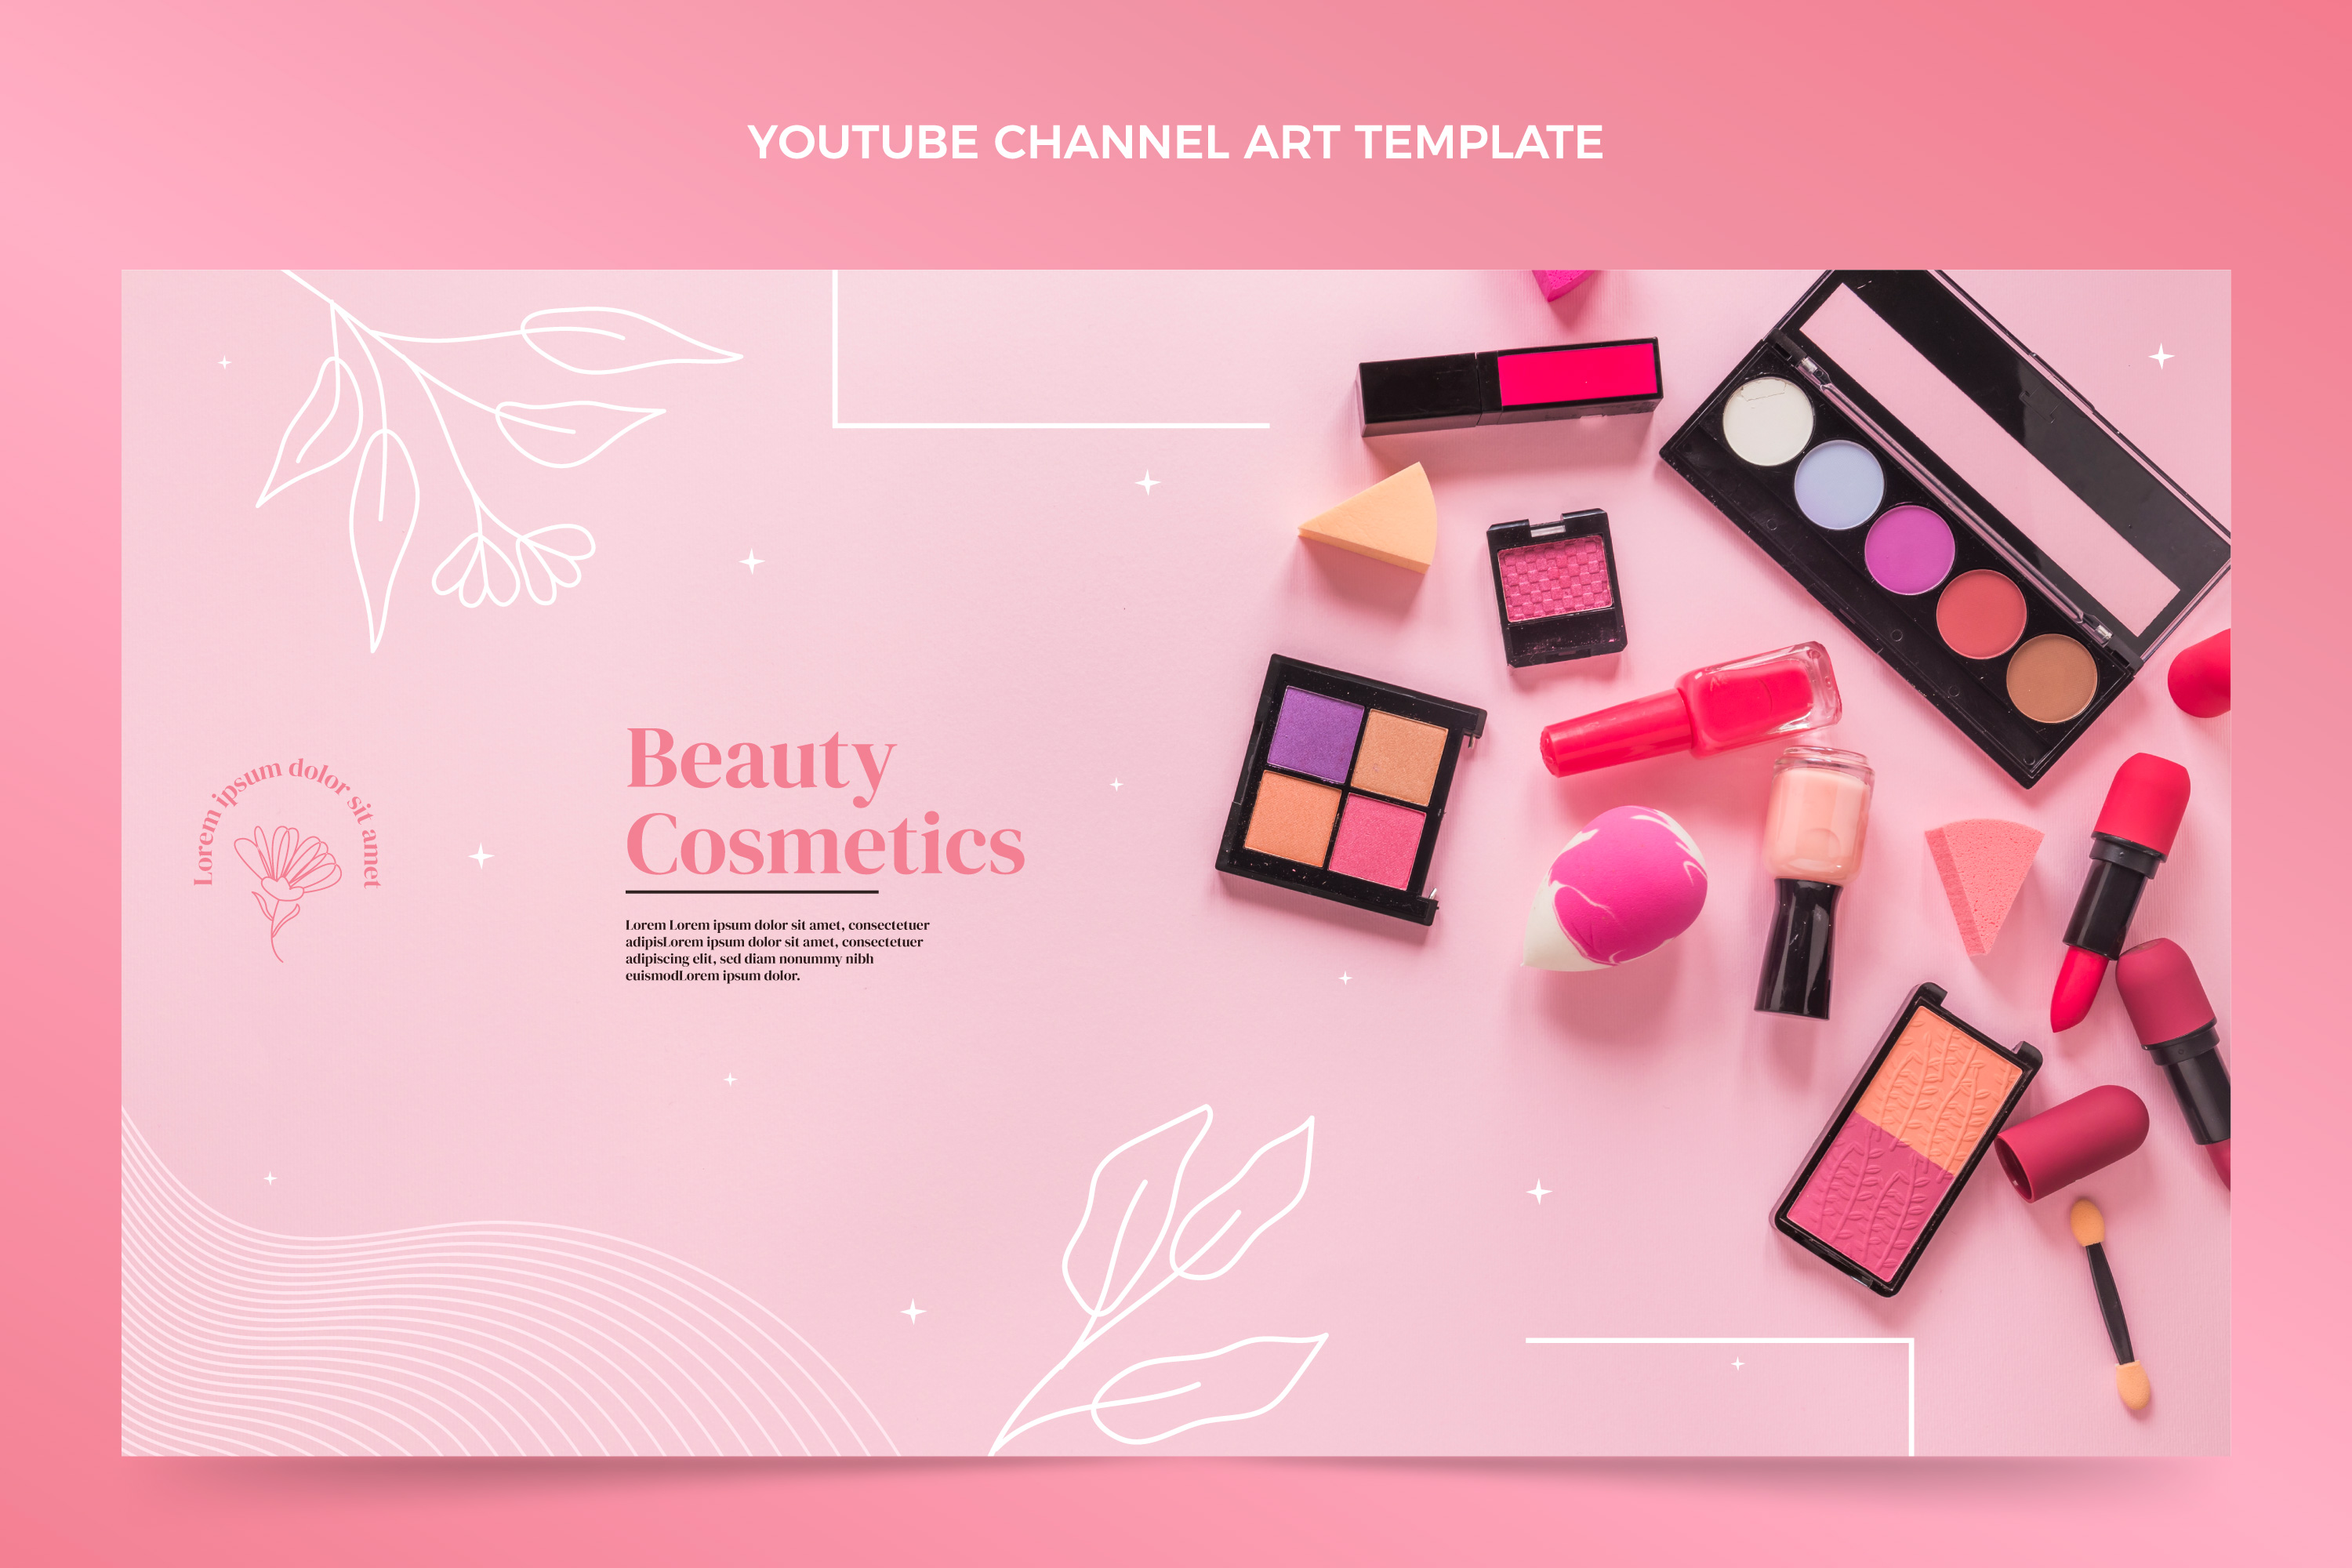 YOUTUBE CHANNEL ART TEMPLATE
Lorem ipsum dolor sit amet
Beauty
Cosmetics
Lorem Lorem ipsum dolor sit amet, consectetuer
adipisLorem ipsum dolor sit amet, consectetuer
adipiscing elit, sed diam nonummy nibh
euismodLorem ipsum dolor.